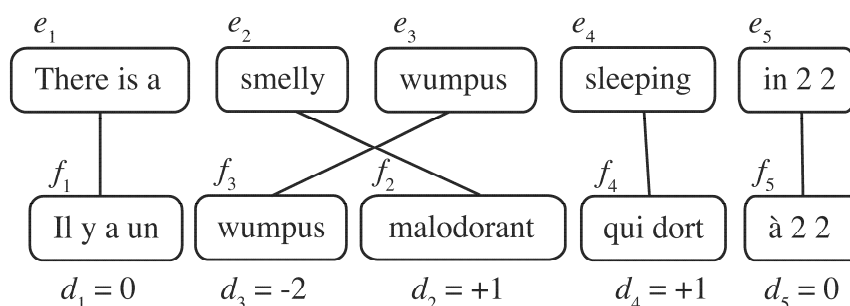 e1 e2 e3 e4 e5
There is a smelly wumpus sleeping in 2 2
f1 f3 f2 f4 f5
Il y a un wumpus malodorant qui dort à 2 2
d1 = 0 d3 = -2 d2 = +1 d4 = +1 d5 = 0